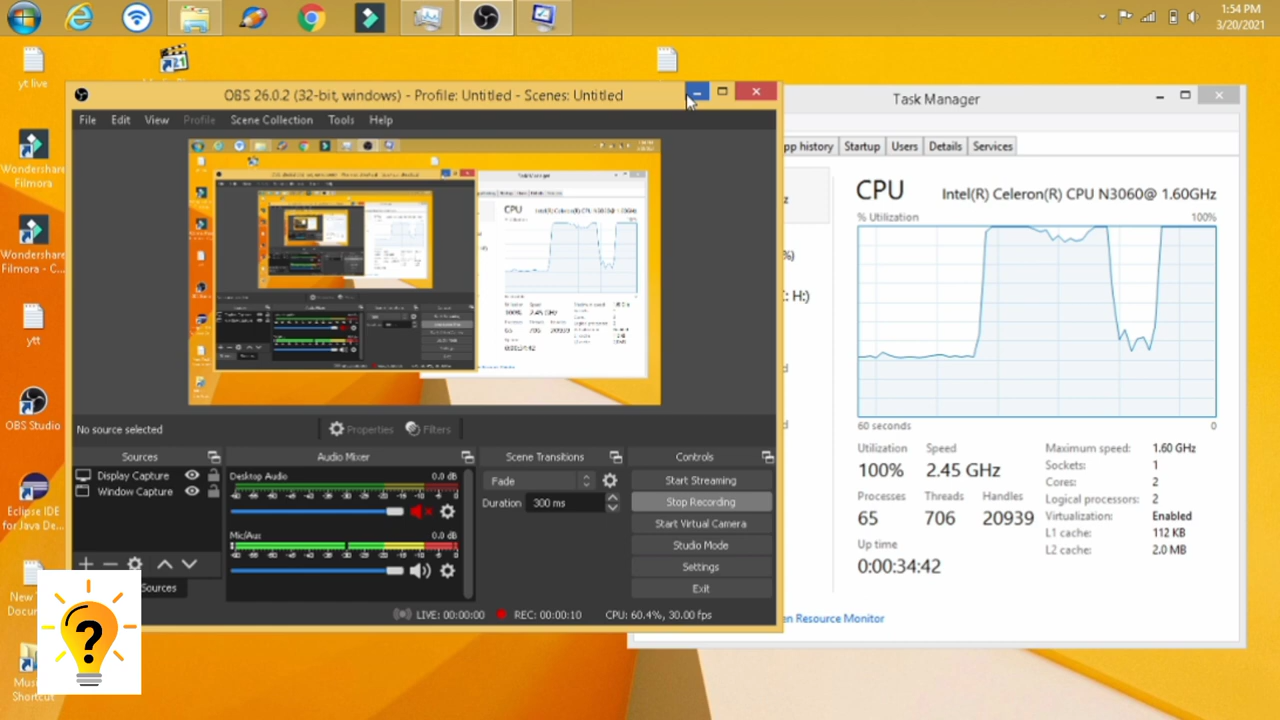 1:54 PM
3/20/2021
yt live
21
OBS 26.0.2 (32-bit, windows) - Profile: Untitled - Scenes: Untitled
File Edit View Profile Scene Collection Tools Help
Task Manager
pp history Startup Users Details Services
Wondershare
Filmora
Wondershare
Filmora - C...
ytt
OBS Studio
Eclipse IDE
for Java De...
New
Docum
Mus
Shortcut
CPU Intel(R) Celeron(R) CPU N3060@ 1.60GHz
% Utilization 100%
z
%)
: H:)
60 seconds 0
Utilization Speed
100% 2.45 GHz
Processes Threads Handles
65 706 20939
Up time
0:00:34:42
Maximum speed: 1.60 GHz
Sockets: 1
Cores: 2
Logical processors: 2
Virtualization: Enabled
L1 cache: 112 KB
L2 cache: 2.0 MB
en Resource Monitor
No source selected Properties Filters
Sources
Display Capture
Window Capture
Sources
Audio Mixer
Desktop Audio 0.0 dB
Mic/Aux 0.0 dB
Scene Transitions
Fade
Duration 300 ms
Controls
Start Streaming
Stop Recording
Start Virtual Camera
Studio Mode
Settings
Exit
LIVE: 00:00:00 REC: 00:00:10 CPU: 60.4%, 30.00 fps
?